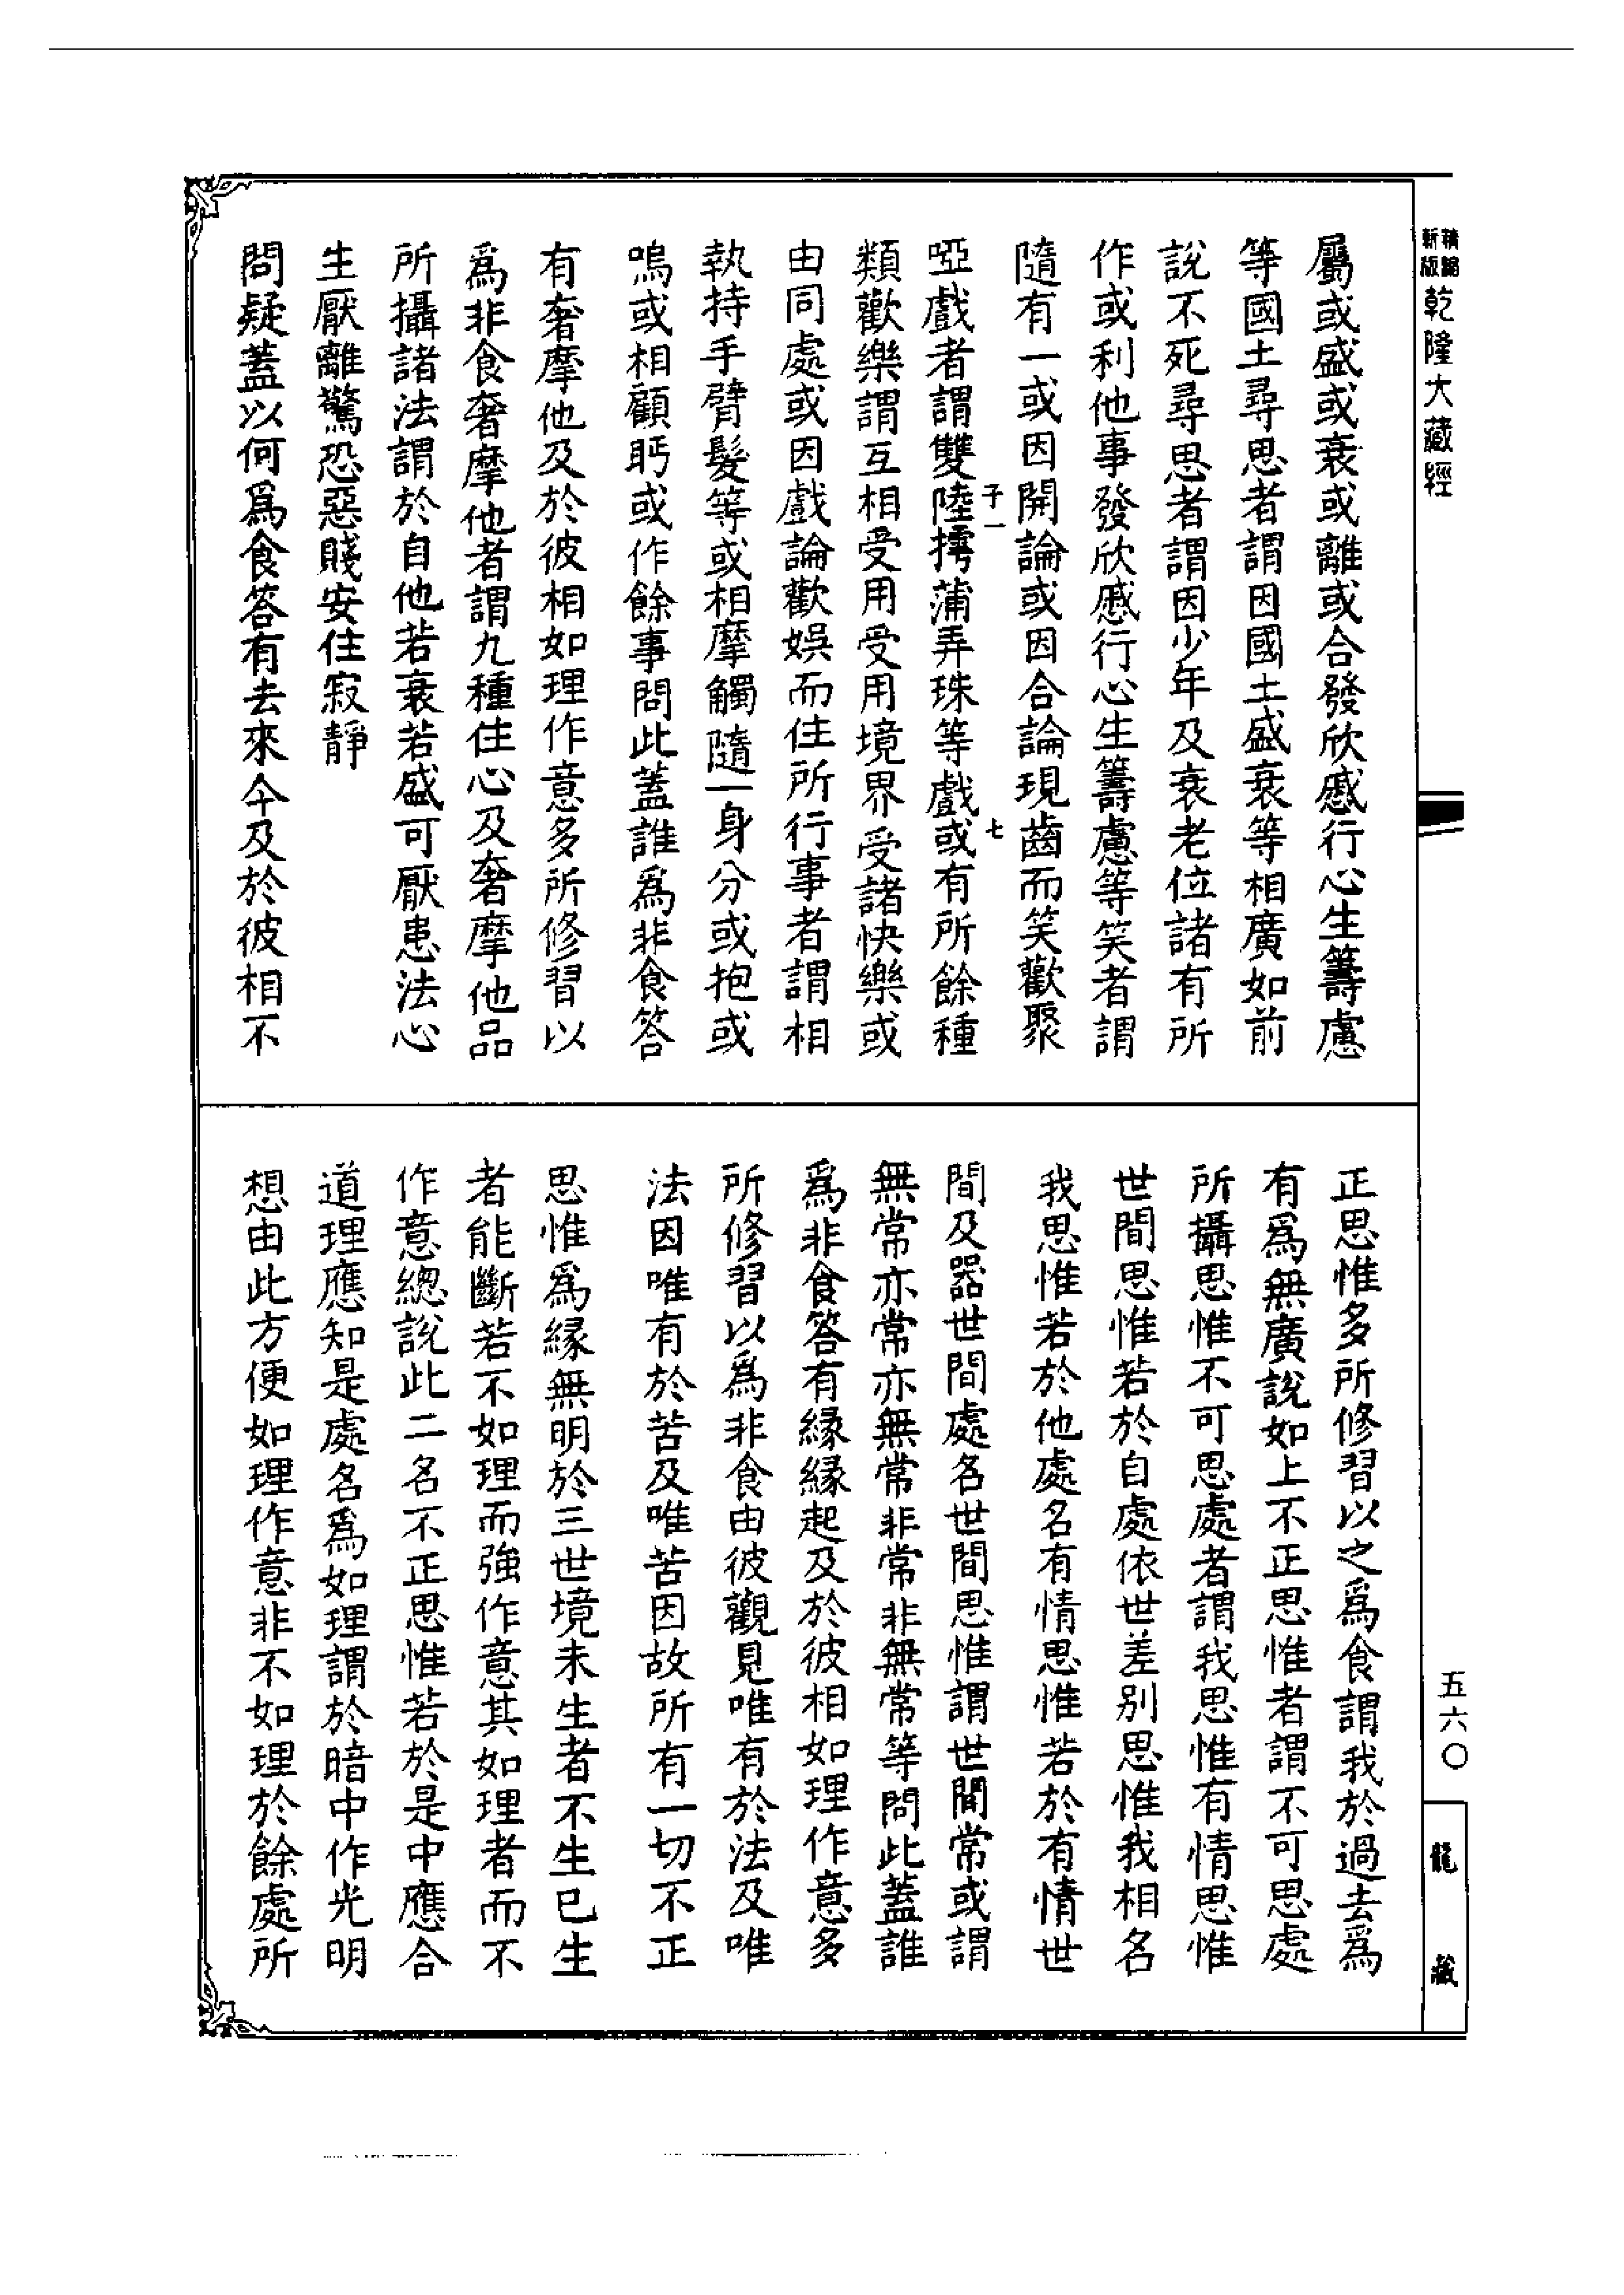 新版
精編
乾隆大藏經
屬或盛或衰或離或合發欣慼行心生籌慮
等國土尋思者謂因國土盛衰等相廣如前
說不死尋思者謂因少年及衰老位諸有所
作或利他事發欣慼行心生籌慮等笑者謂
隨有一或因開論或因合論現齒而笑歡聚
子一
七
啞戲者謂雙陸摴蒲弄珠等戲或有所餘種
類歡樂謂互相受用受用境界受諸快樂或
由同處或因戲論歡娛而住所行事者謂相
執持手臂髮等或相摩觸隨一身分或抱或
嗚或相顧眄或作餘事問此蓋誰爲非食答
有奢摩他及於彼相如理作意多所修習以
爲非食奢摩他者謂九種住心及奢摩他品
所攝諸法謂於自他若衰若盛可厭患法心
生厭離驚恐惡賤安住寂靜
問疑蓋以何爲食答有去來今及於彼相不
正思惟多所修習以之爲食謂我於過去爲
有爲無廣說如上不正思惟者謂不可思處
所攝思惟不可思處者謂我思惟有情思惟
世間思惟若於自處依世差別思惟我相名
我思惟若於他處名有情思惟若於有情世
間及器世間處名世間思惟謂世間常或謂
無常亦常亦無常非常非無常等問此蓋誰
爲非食答有緣緣起及於彼相如理作意多
所修習以爲非食由彼觀見唯有於法及唯
法因唯有於苦及唯苦因故所有一切不正
思惟爲緣無明於三世境未生者不生已生
者能斷若不如理而強作意其如理者而不
作意總說此二名不正思惟若於是中應合
道理應知是處名爲如理謂於暗中作光明
想由此方便如理作意非不如理於餘處所
五六〇
龍藏